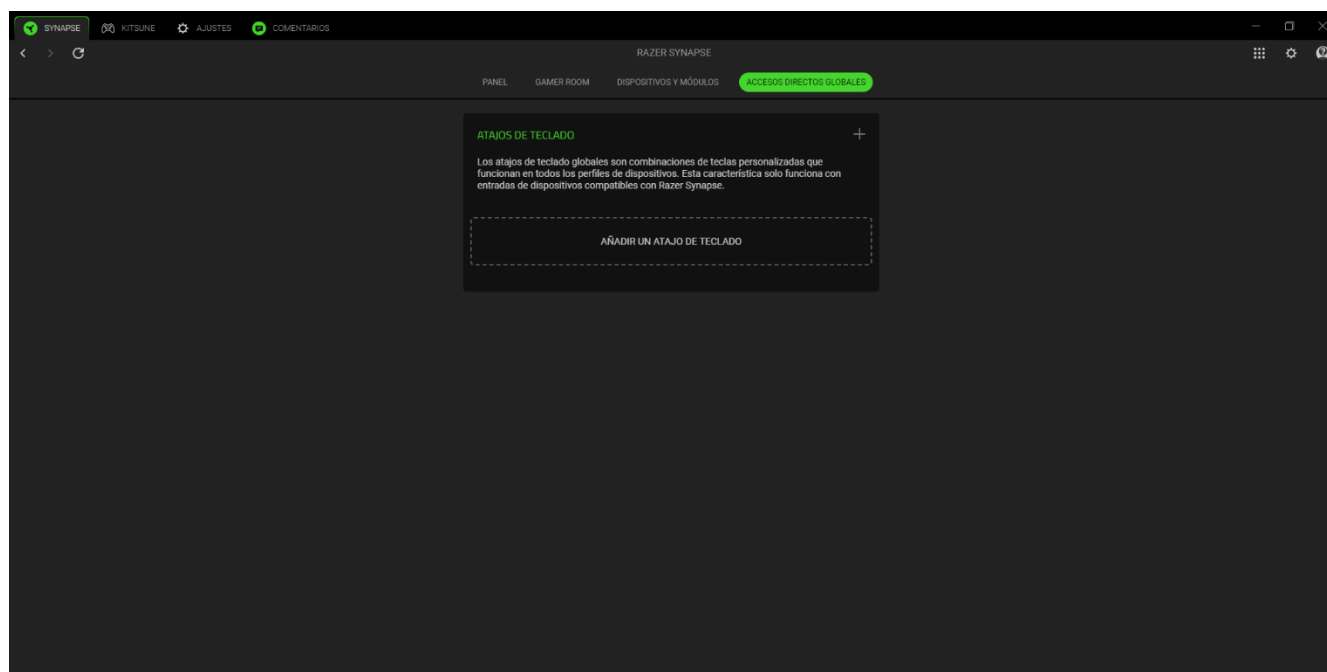 SYNAPSE KITSUNE AJUSTES COMENTARIOS
RAZER SYNAPSE
PANEL GAMER ROOM DISPOSITIVOS Y MÓDULOS ACCESOS DIRECTOS GLOBALES
ATAJOS DE TECLADO
Los atajos de teclado globales son combinaciones de teclas personalizadas que
funcionan en todos los perfiles de dispositivos. Esta característica solo funciona con
entradas de dispositivos compatibles con Razer Synapse.
AÑADIR UN ATAJO DE TECLADO